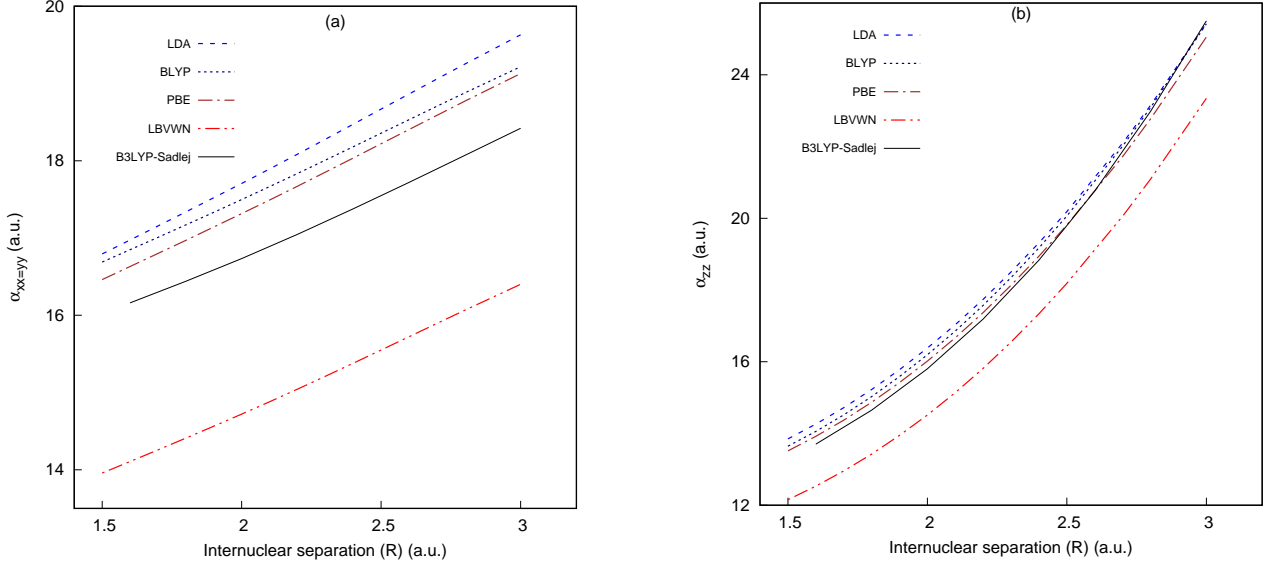 (a)
20
18
16
14
1.5
2
2.5
3
α_xx=yy (a.u.)
Internuclear separation (R) (a.u.)
LDA
BLYP
PBE
LBVWN
B3LYP-Sadlej
(b)
24
20
16
12
1.5
2
2.5
3
α_zz (a.u.)
Internuclear separation (R) (a.u.)
LDA
BLYP
PBE
LBVWN
B3LYP-Sadlej